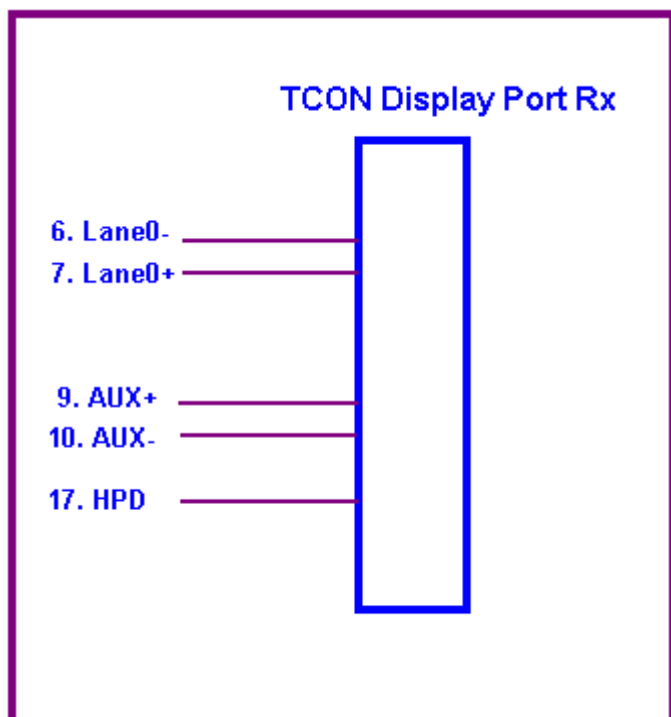 TCON Display Port Rx
6. Lane0-
7. Lane0+
9. AUX+
10. AUX-
17. HPD